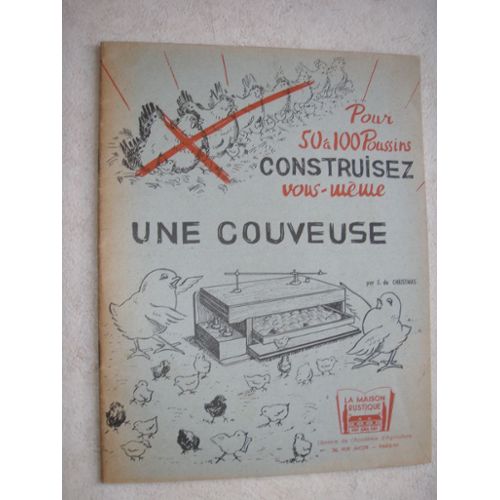 Pour
50 à 100 Poussins
CONSTRUISEZ
vous-même
UNE COUVEUSE
par E. de CHRISTMAS
LA MAISON
RUSTIQUE
Librairie de l'Académie d'Agriculture
26, RUE JACOB - PARIS